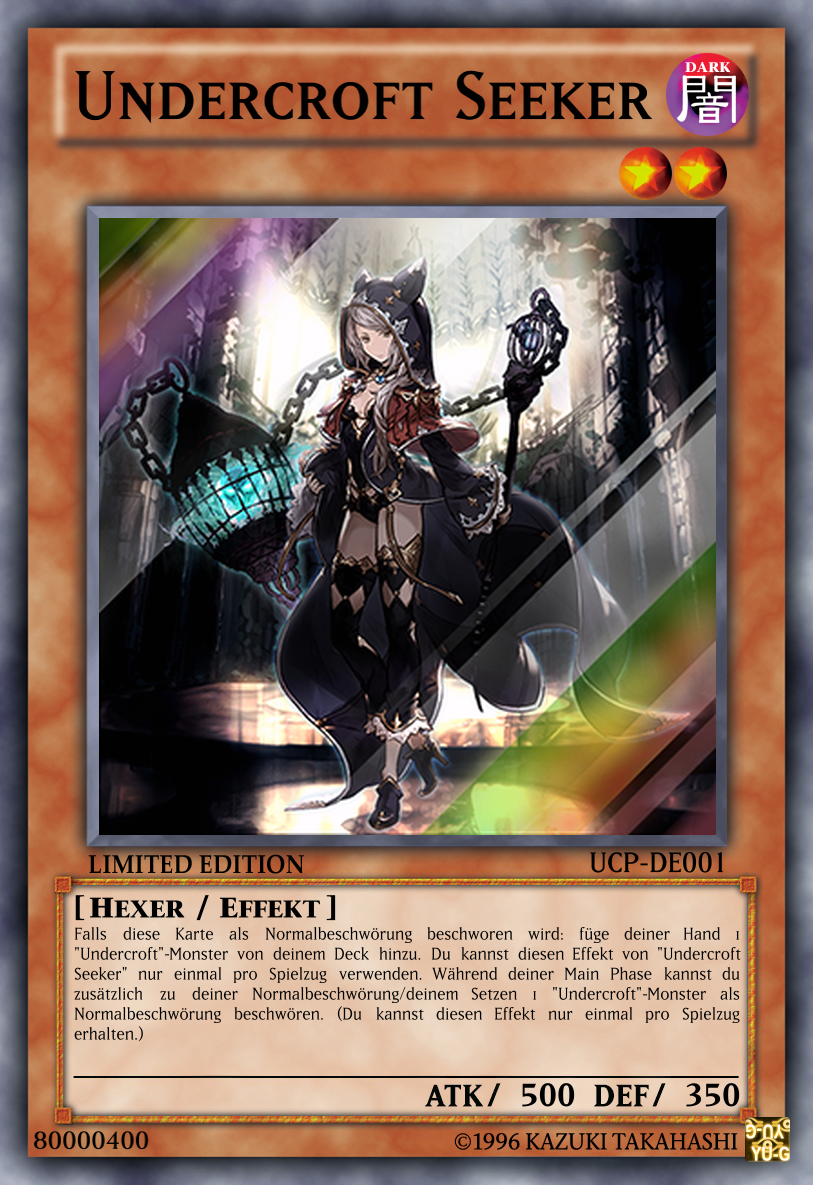 Undercroft Seeker
DARK
闇
LIMITED EDITION
UCP-DE001
[ Hexer / Effekt ]
Falls diese Karte als Normalbeschwörung beschworen wird: füge deiner Hand 1
"Undercroft"-Monster von deinem Deck hinzu. Du kannst diesen Effekt von "Undercroft
Seeker" nur einmal pro Spielzug verwenden. Während deiner Main Phase kannst du
zusätzlich zu deiner Normalbeschwörung/deinem Setzen 1 "Undercroft"-Monster als
Normalbeschwörung beschwören. (Du kannst diesen Effekt nur einmal pro Spielzug
erhalten.)
ATK/ 500 DEF/ 350
80000400
©1996 KAZUKI TAKAHASHI